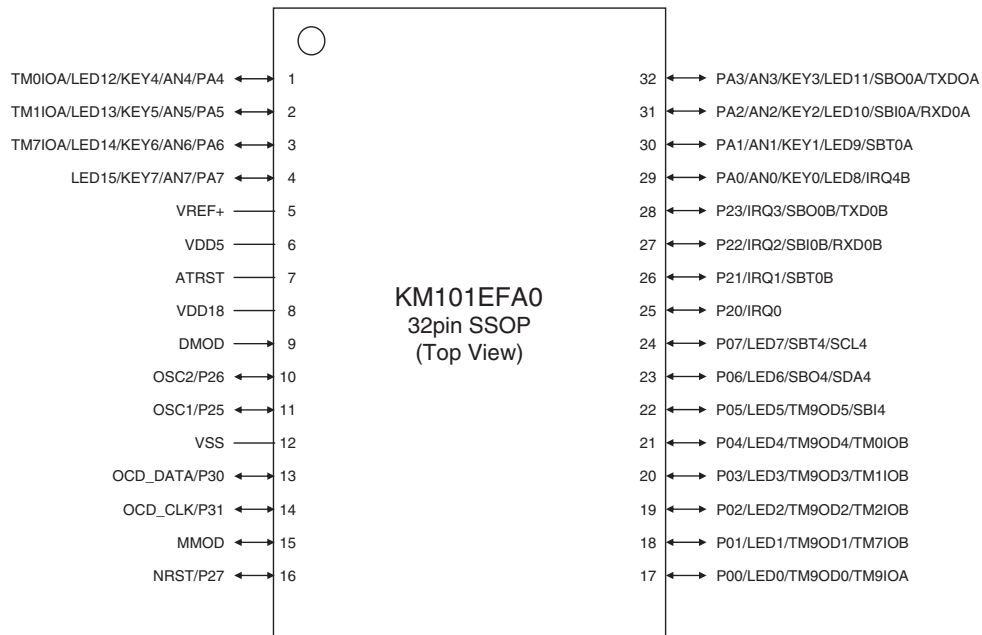 TM0IOA/LED12/KEY4/AN4/PA4 1 32 PA3/AN3/KEY3/LED11/SBO0A/TXDOA
TM1IOA/LED13/KEY5/AN5/PA5 2 31 PA2/AN2/KEY2/LED10/SBI0A/RXD0A
TM7IOA/LED14/KEY6/AN6/PA6 3 30 PA1/AN1/KEY1/LED9/SBT0A
LED15/KEY7/AN7/PA7 4 29 PA0/AN0/KEY0/LED8/IRQ4B
VREF+ 5 28 P23/IRQ3/SBO0B/TXD0B
VDD5 6 27 P22/IRQ2/SBI0B/RXD0B
ATRST 7 26 P21/IRQ1/SBT0B
KM101EFA0
32pin SSOP
(Top View)
VDD18 8 25 P20/IRQ0
DMOD 9 24 P07/LED7/SBT4/SCL4
OSC2/P26 10 23 P06/LED6/SBO4/SDA4
OSC1/P25 11 22 P05/LED5/TM9OD5/SBI4
VSS 12 21 P04/LED4/TM9OD4/TM0IOB
OCD_DATA/P30 13 20 P03/LED3/TM9OD3/TM1IOB
OCD_CLK/P31 14 19 P02/LED2/TM9OD2/TM2IOB
MMOD 15 18 P01/LED1/TM9OD1/TM7IOB
NRST/P27 16 17 P00/LED0/TM9OD0/TM9IOA